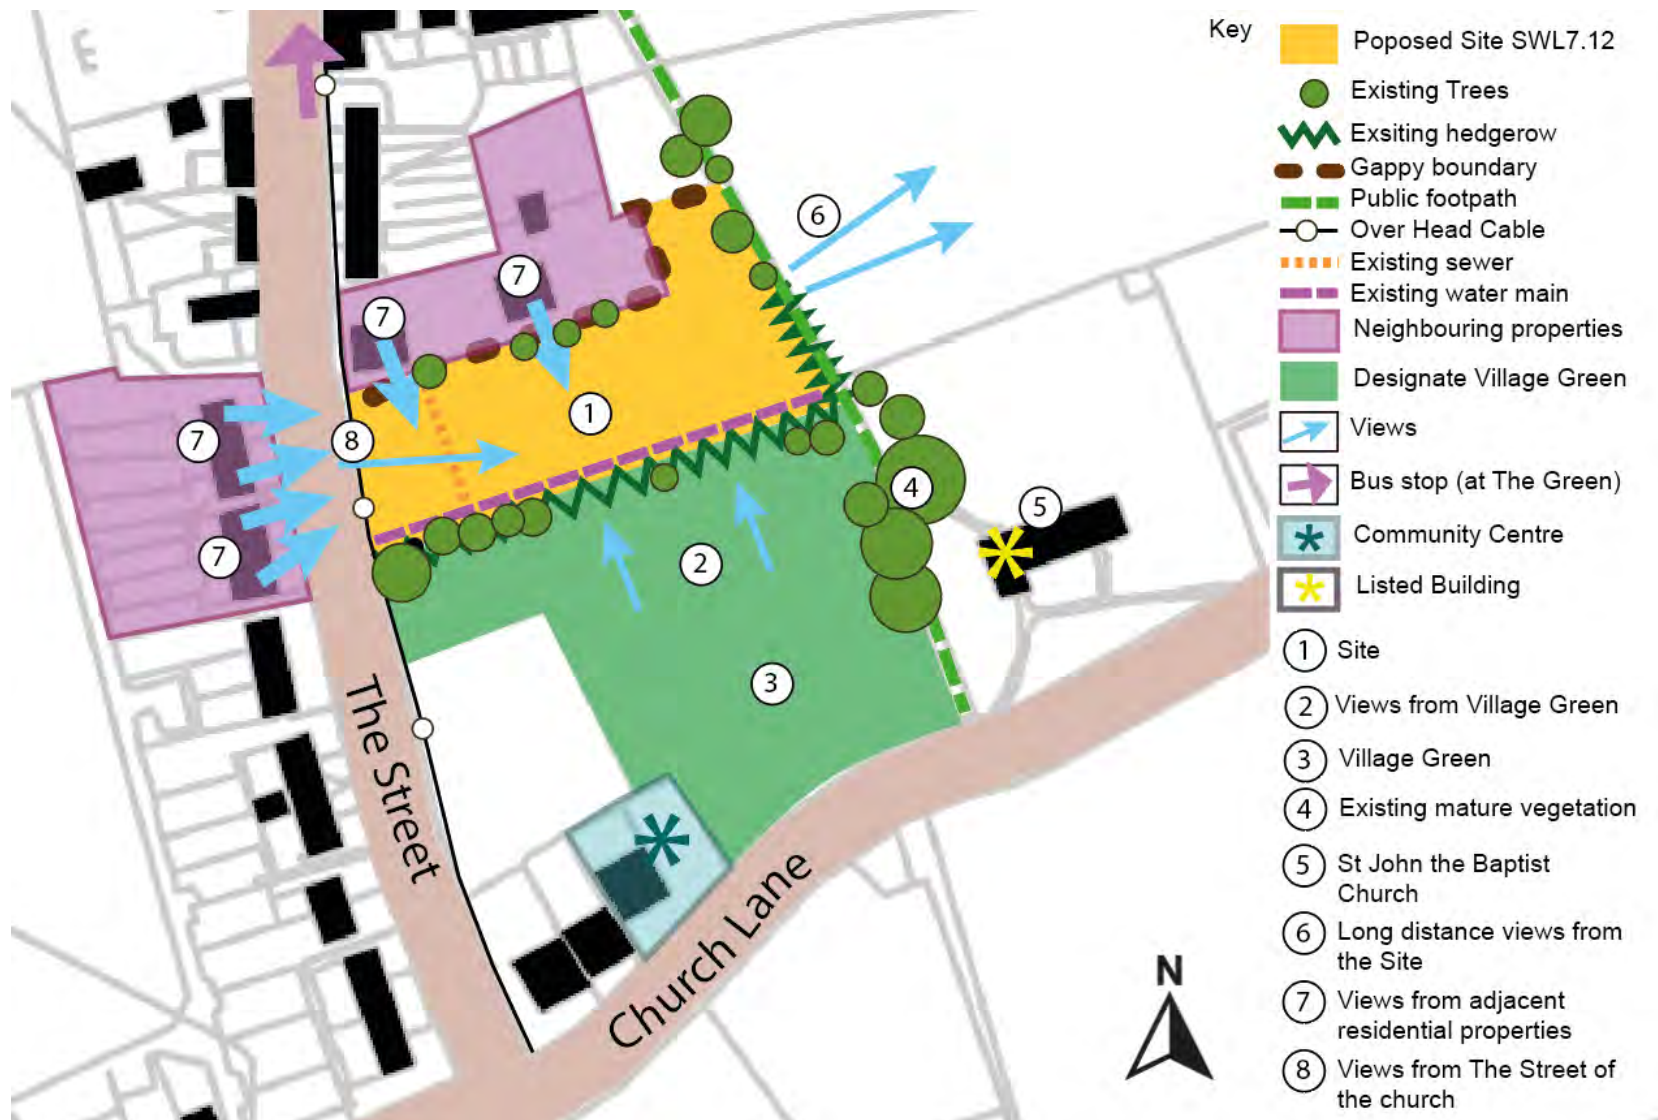 Key
Poposed Site SWL7.12
Existing Trees
Exsiting hedgerow
Gappy boundary
Public footpath
Over Head Cable
Existing sewer
Existing water main
Neighbouring properties
Designate Village Green
Views
Bus stop (at The Green)
Community Centre
Listed Building
1 Site
2 Views from Village Green
3 Village Green
4 Existing mature vegetation
5 St John the Baptist
Church
6 Long distance views from
the Site
7 Views from adjacent
residential properties
8 Views from The Street of
the church
E
6
7
7
1
7
8
4
5
7
2
3
The Street
Church Lane
N